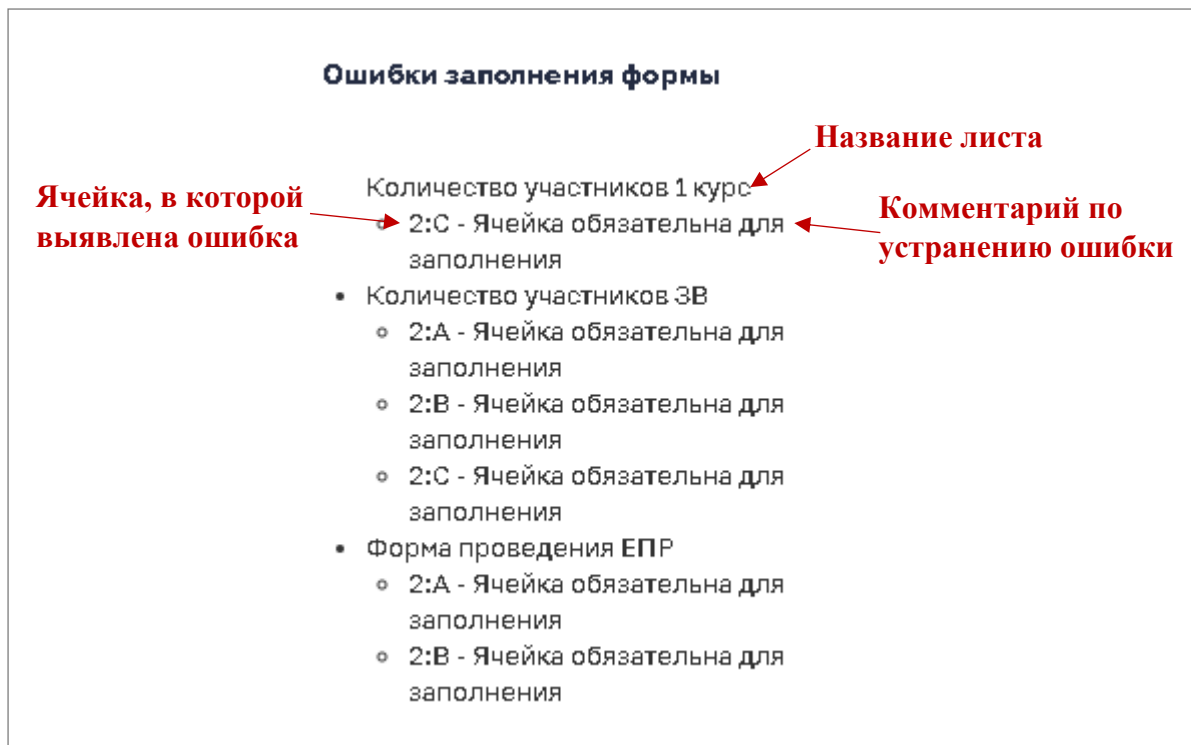 Ошибки заполнения формы
Название листа
Количество участников 1 курс
Ячейка, в которой
выявлена ошибка
2:C - Ячейка обязательна для
заполнения
Комментарий по
устранению ошибки
Количество участников ЗВ
2:A - Ячейка обязательна для
заполнения
2:B - Ячейка обязательна для
заполнения
2:C - Ячейка обязательна для
заполнения
Форма проведения ЕПР
2:A - Ячейка обязательна для
заполнения
2:B - Ячейка обязательна для
заполнения